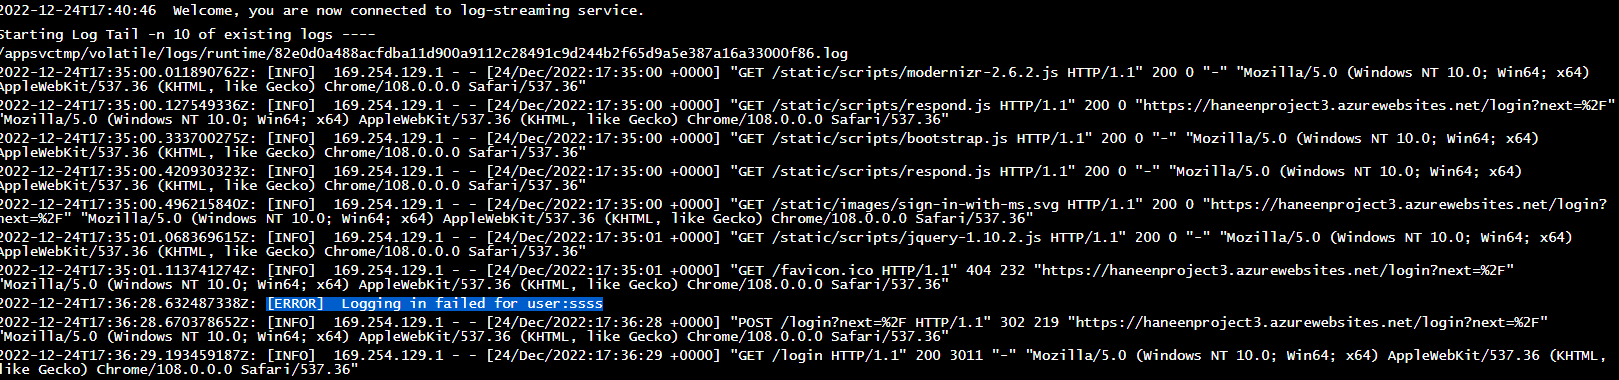 2022-12-24T17:40:46  Welcome, you are now connected to log-streaming service.
Starting Log Tail -n 10 of existing logs ----
/appsvctmp/volatile/logs/runtime/82e0d0a488acfdba11d900a9112c28491c9d244b2f65d9a5e387a16a33000f86.log
2022-12-24T17:35:00.011890762Z: [INFO]  169.254.129.1 - - [24/Dec/2022:17:35:00 +0000] "GET /static/scripts/modernizr-2.6.2.js HTTP/1.1" 200 0 "-" "Mozilla/5.0 (Windows NT 10.0; Win64; x64)
AppleWebKit/537.36 (KHTML, like Gecko) Chrome/108.0.0.0 Safari/537.36"
2022-12-24T17:35:00.127549336Z: [INFO]  169.254.129.1 - - [24/Dec/2022:17:35:00 +0000] "GET /static/scripts/respond.js HTTP/1.1" 200 0 "https://haneenproject3.azurewebsites.net/login?next=%2F"
"Mozilla/5.0 (Windows NT 10.0; Win64; x64) AppleWebKit/537.36 (KHTML, like Gecko) Chrome/108.0.0.0 Safari/537.36"
2022-12-24T17:35:00.333700275Z: [INFO]  169.254.129.1 - - [24/Dec/2022:17:35:00 +0000] "GET /static/scripts/bootstrap.js HTTP/1.1" 200 0 "-" "Mozilla/5.0 (Windows NT 10.0; Win64; x64)
AppleWebKit/537.36 (KHTML, like Gecko) Chrome/108.0.0.0 Safari/537.36"
2022-12-24T17:35:00.420930323Z: [INFO]  169.254.129.1 - - [24/Dec/2022:17:35:00 +0000] "GET /static/scripts/respond.js HTTP/1.1" 200 0 "-" "Mozilla/5.0 (Windows NT 10.0; Win64; x64)
AppleWebKit/537.36 (KHTML, like Gecko) Chrome/108.0.0.0 Safari/537.36"
2022-12-24T17:35:00.496215840Z: [INFO]  169.254.129.1 - - [24/Dec/2022:17:35:00 +0000] "GET /static/images/sign-in-with-ms.svg HTTP/1.1" 200 0 "https://haneenproject3.azurewebsites.net/login?
next=%2F" "Mozilla/5.0 (Windows NT 10.0; Win64; x64) AppleWebKit/537.36 (KHTML, like Gecko) Chrome/108.0.0.0 Safari/537.36"
2022-12-24T17:35:01.068369615Z: [INFO]  169.254.129.1 - - [24/Dec/2022:17:35:01 +0000] "GET /static/scripts/jquery-1.10.2.js HTTP/1.1" 200 0 "-" "Mozilla/5.0 (Windows NT 10.0; Win64; x64)
AppleWebKit/537.36 (KHTML, like Gecko) Chrome/108.0.0.0 Safari/537.36"
2022-12-24T17:35:01.113741274Z: [INFO]  169.254.129.1 - - [24/Dec/2022:17:35:01 +0000] "GET /favicon.ico HTTP/1.1" 404 232 "https://haneenproject3.azurewebsites.net/login?next=%2F"
"Mozilla/5.0 (Windows NT 10.0; Win64; x64) AppleWebKit/537.36 (KHTML, like Gecko) Chrome/108.0.0.0 Safari/537.36"
2022-12-24T17:36:28.632487338Z: [ERROR]  Logging in failed for user:ssss
2022-12-24T17:36:28.670378652Z: [INFO]  169.254.129.1 - - [24/Dec/2022:17:36:28 +0000] "POST /login?next=%2F HTTP/1.1" 302 219 "https://haneenproject3.azurewebsites.net/login?next=%2F"
"Mozilla/5.0 (Windows NT 10.0; Win64; x64) AppleWebKit/537.36 (KHTML, like Gecko) Chrome/108.0.0.0 Safari/537.36"
2022-12-24T17:36:29.193459187Z: [INFO]  169.254.129.1 - - [24/Dec/2022:17:36:29 +0000] "GET /login HTTP/1.1" 200 3011 "-" "Mozilla/5.0 (Windows NT 10.0; Win64; x64) AppleWebKit/537.36 (KHTML,
like Gecko) Chrome/108.0.0.0 Safari/537.36"